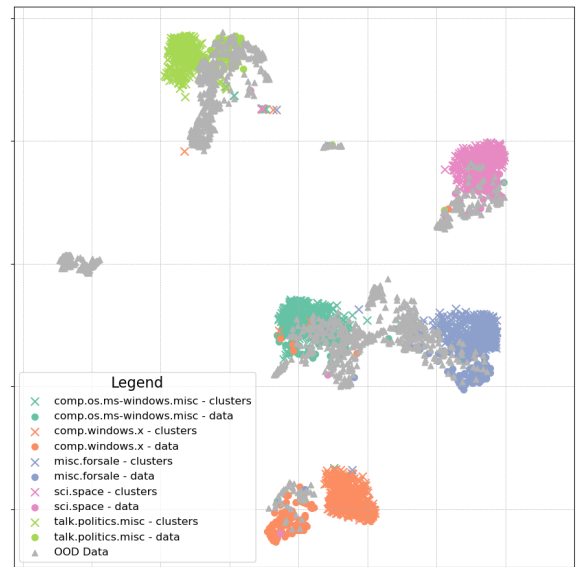 Legend
comp.os.ms-windows.misc - clusters
comp.os.ms-windows.misc - data
comp.windows.x - clusters
comp.windows.x - data
misc.forsale - clusters
misc.forsale - data
sci.space - clusters
sci.space - data
talk.politics.misc - clusters
talk.politics.misc - data
OOD Data